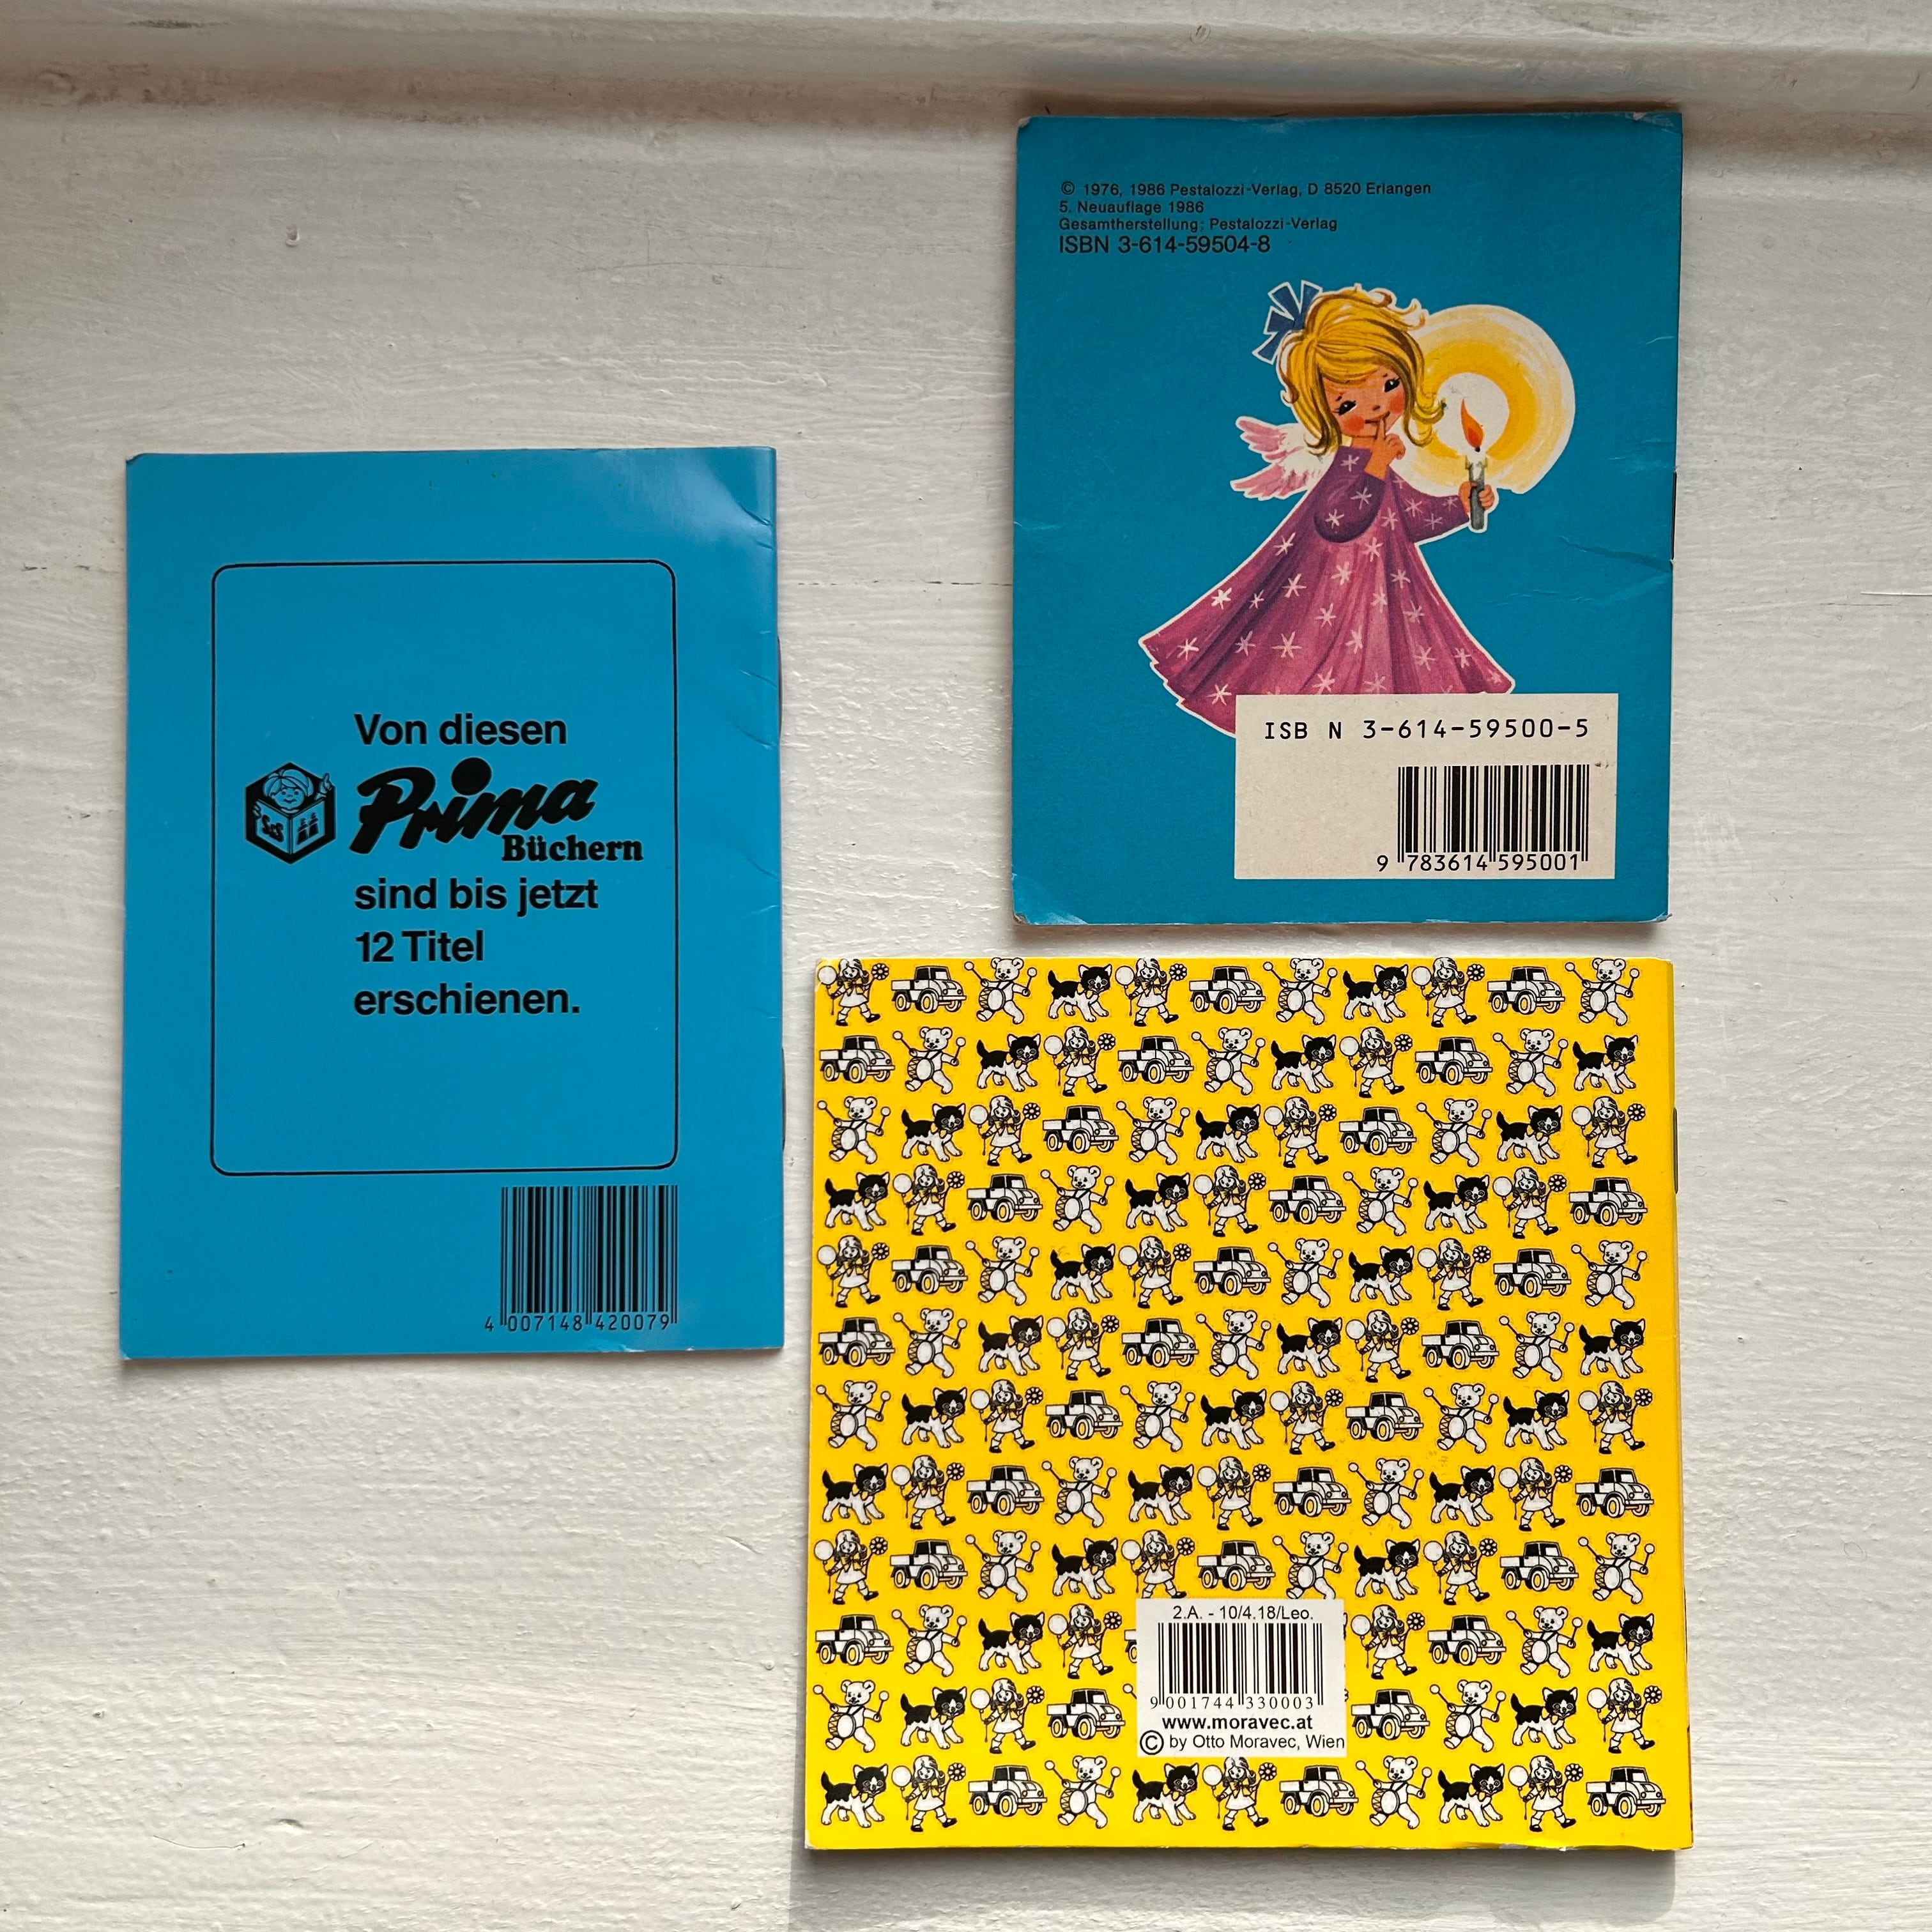 Von diesen
SS
Prima
Büchern
sind bis jetzt
12 Titel
erschienen.
4 007148 420079
© 1976, 1986 Pestalozzi-Verlag, D 8520 Erlangen
5. Neuauflage 1986
Gesamtherstellung: Pestalozzi-Verlag
ISBN 3-614-59504-8
ISB N 3-614-59500-5
9 783614 595001
2.A. - 10/4.18/Leo.
9 001744 330003
www.moravec.at
© by Otto Moravec, Wien